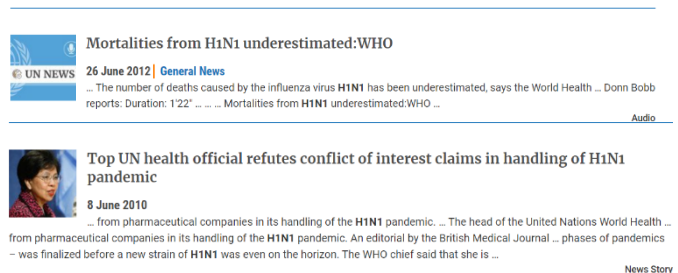 Mortalities from H1N1 underestimated:WHO
UN NEWS
26 June 2012 | General News
... The number of deaths caused by the influenza virus H1N1 has been underestimated, says the World Health ... Donn Bobb
reports: Duration: 1'22" ... ... ... Mortalities from H1N1 underestimated:WHO ...
Audio
Top UN health official refutes conflict of interest claims in handling of H1N1
pandemic
8 June 2010
... from pharmaceutical companies in its handling of the H1N1 pandemic. ... The head of the United Nations World Health ...
from pharmaceutical companies in its handling of the H1N1 pandemic. An editorial by the British Medical Journal ... phases of pandemics
– was finalized before a new strain of H1N1 was even on the horizon. The WHO chief said that she is ...
News Story